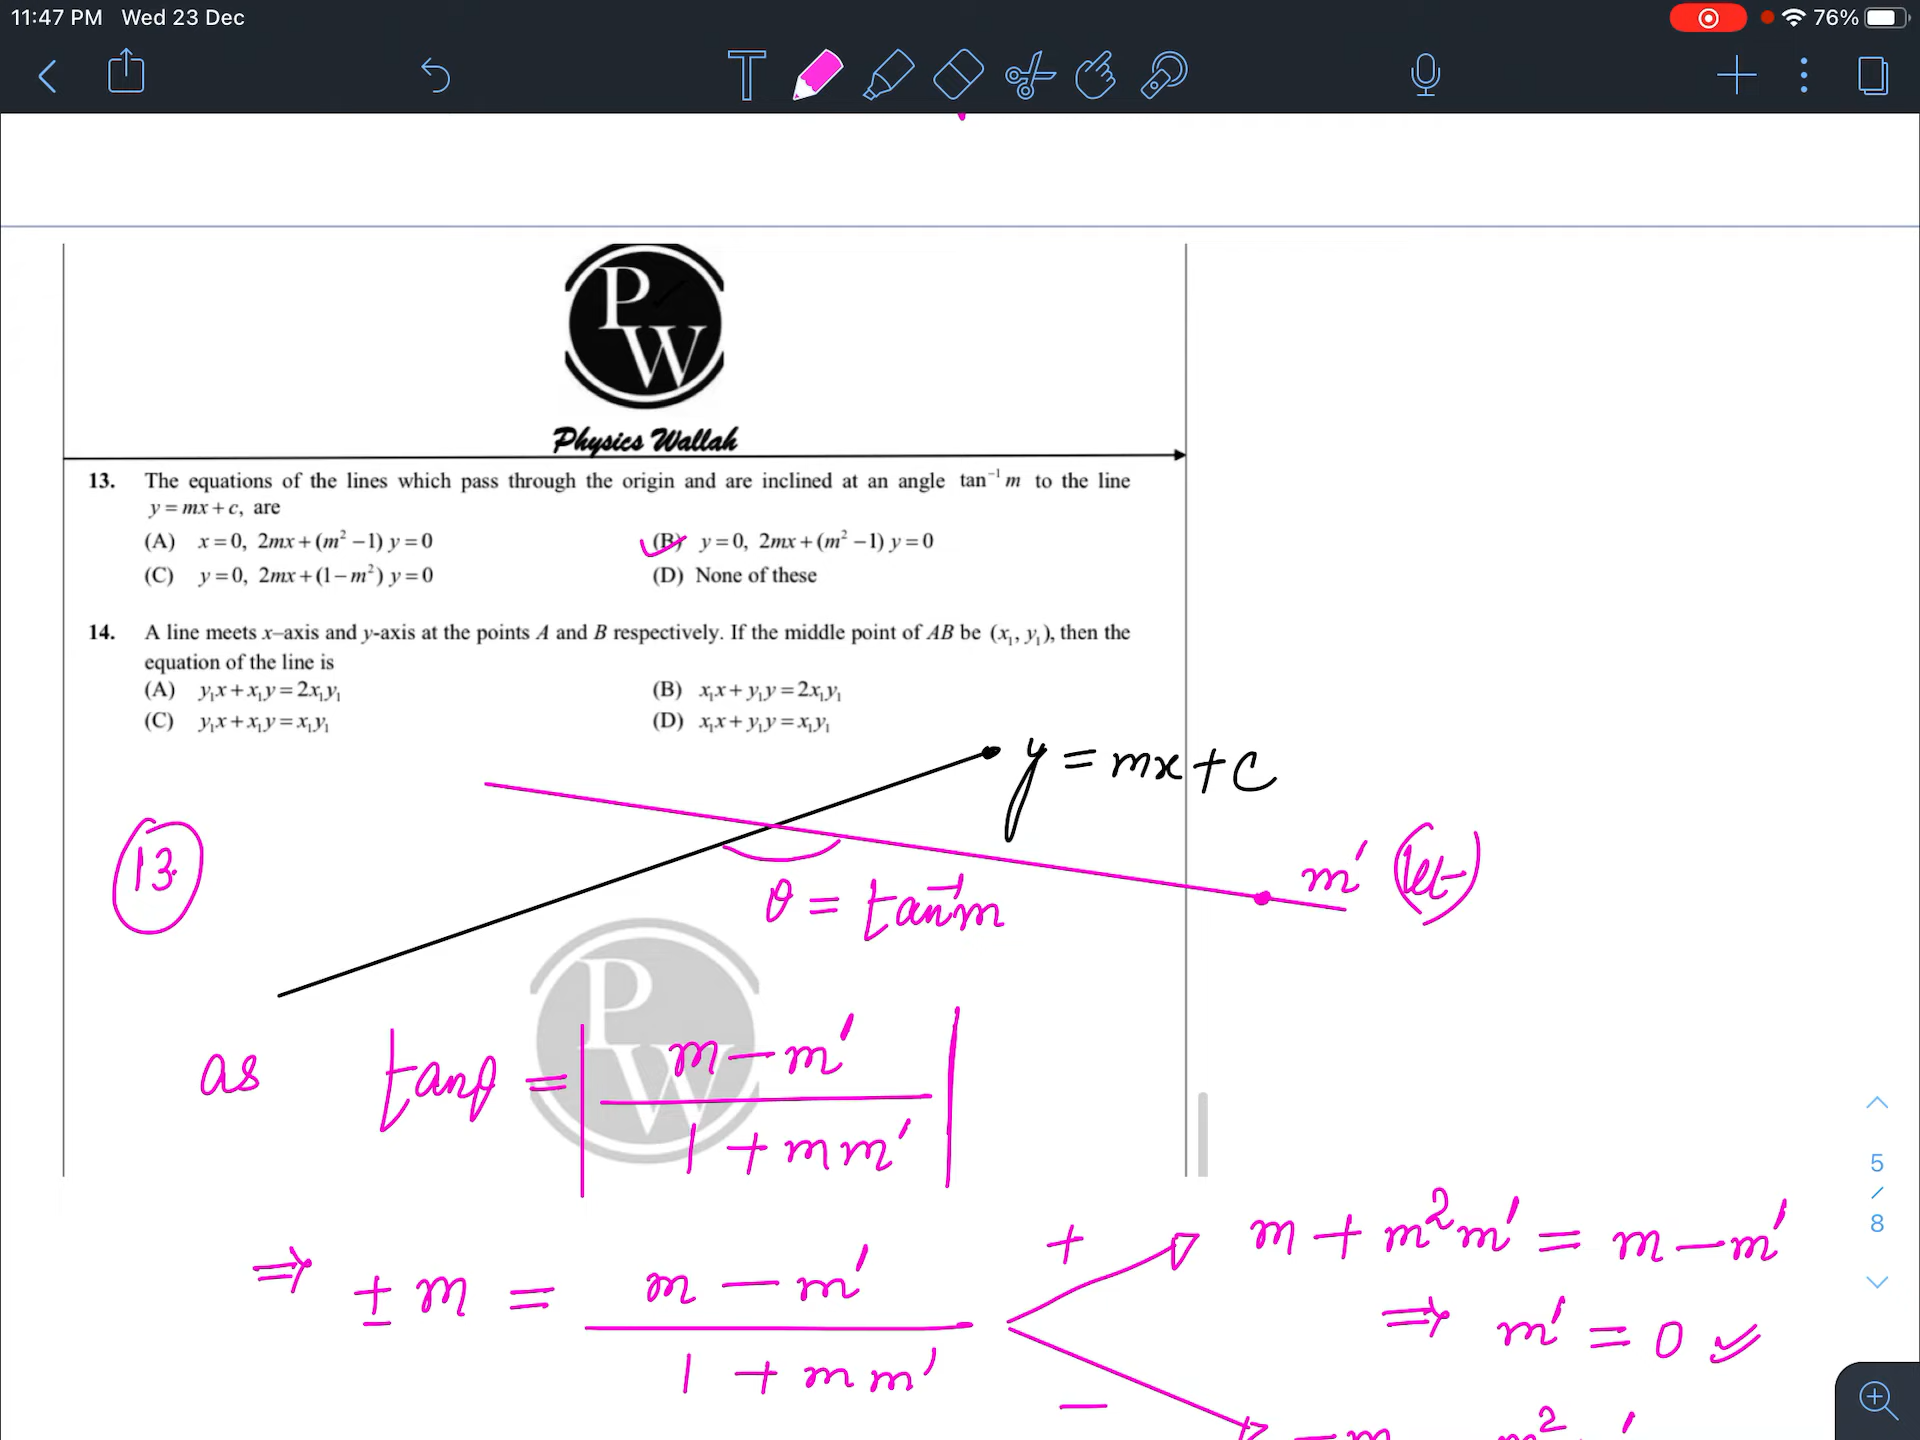 11:47 PM Wed 23 Dec
76%
T
PW
Physics Wallah
13. The equations of the lines which pass through the origin and are inclined at an angle tan⁻¹ m to the line
y = mx + c, are
(A) x = 0, 2mx + (m² – 1) y = 0 (B) y = 0, 2mx + (m² – 1) y = 0
(C) y = 0, 2mx + (1 – m²) y = 0 (D) None of these
14. A line meets x–axis and y-axis at the points A and B respectively. If the middle point of AB be (x₁, y₁), then the
equation of the line is
(A) y₁x + x₁y = 2x₁y₁ (B) x₁x + y₁y = 2x₁y₁
(C) y₁x + x₁y = x₁y₁ (D) x₁x + y₁y = x₁y₁
y = mx + c
13.
m' (let)
θ = tan⁻¹m
PW
as tanθ = | m – m' / 1 + mm' |
5
/
8
⇒ ± m = m – m' / 1 + mm'
+ m + m²m' = m – m'
⇒ m' = 0
–